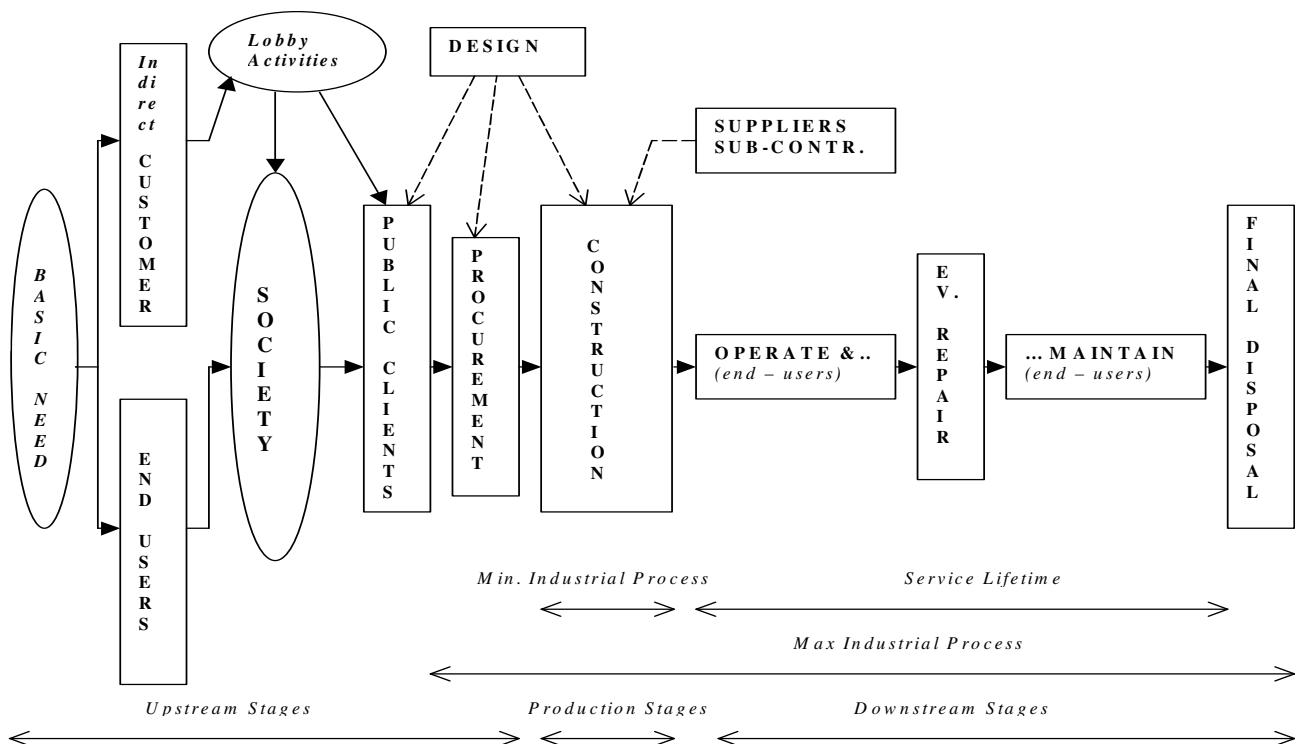 Lobby
Activities
DESIGN
Indirect CUSTOMER
SUPPLIERS
SUB-CONTR.
BASIC NEED
END USERS
SOCIETY
PUBLIC CLIENTS
PROCUREMENT
CONSTRUCTION
OPERATE &..
(end – users)
EV. REPAIR
...MAINTAIN
(end – users)
FINAL DISPOSAL
Min. Industrial Process
Service Lifetime
Max Industrial Process
Upstream Stages
Production Stages
Downstream Stages